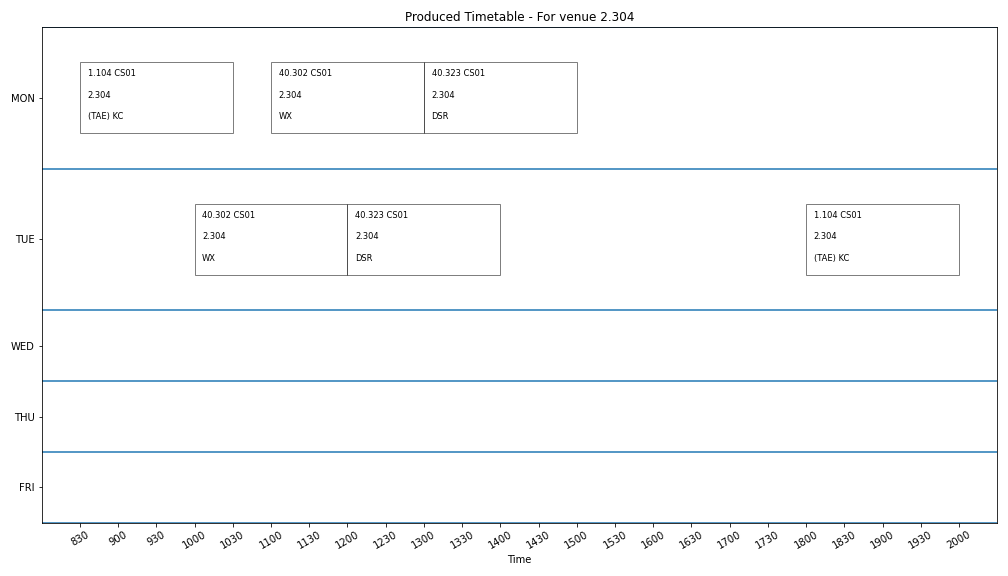 Produced Timetable - For venue 2.304
MON
1.104 CS01
2.304
(TAE) KC
40.302 CS01
2.304
WX
40.323 CS01
2.304
DSR
TUE
40.302 CS01
2.304
WX
40.323 CS01
2.304
DSR
1.104 CS01
2.304
(TAE) KC
WED
THU
FRI
830 900 930 1000 1030 1100 1130 1200 1230 1300 1330 1400 1430 1500 1530 1600 1630 1700 1730 1800 1830 1900 1930 2000
Time